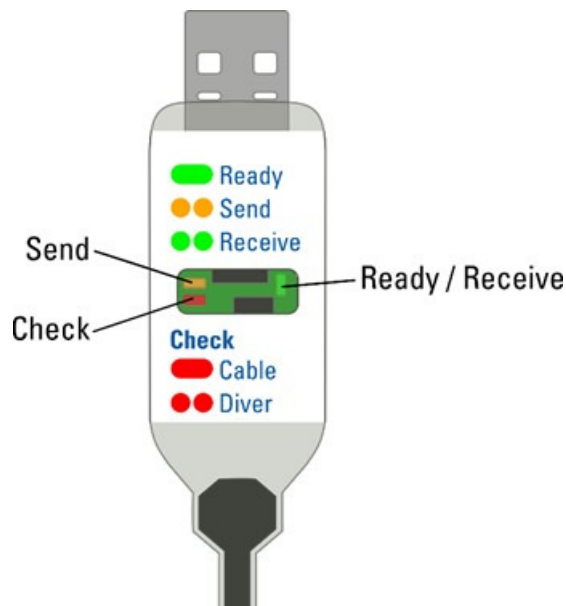 Ready
Send
Receive
Send
Ready / Receive
Check
Check
Cable
Diver